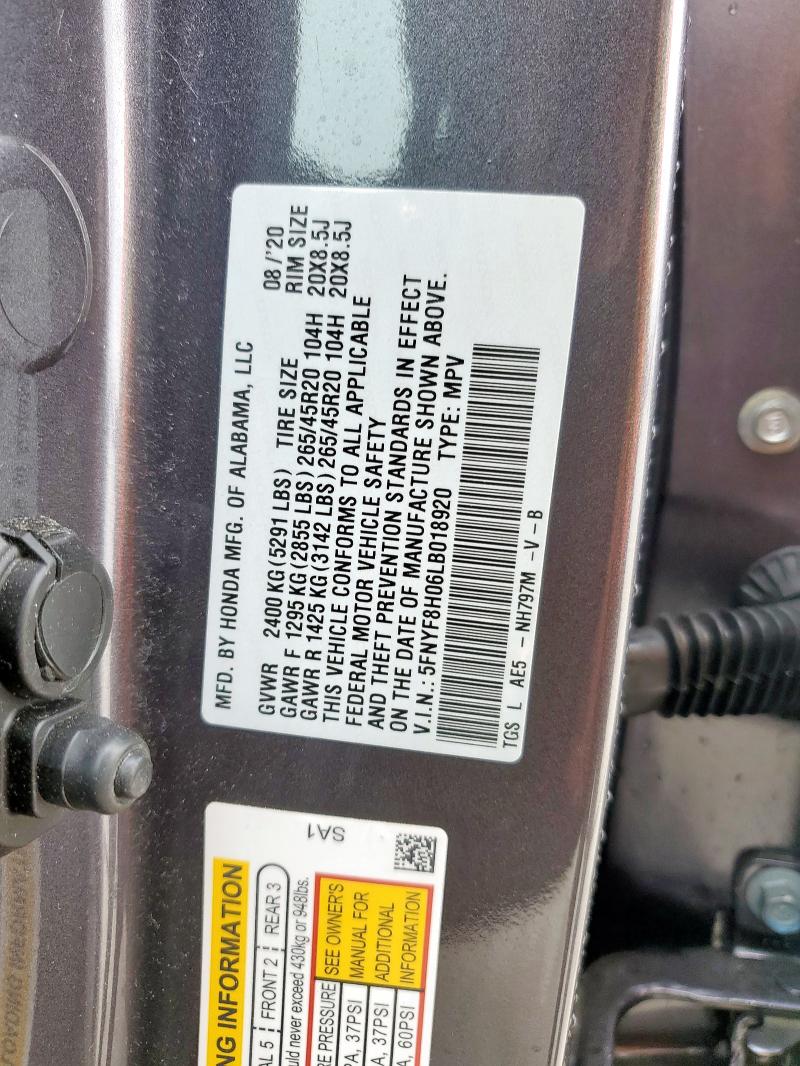 MFD. BY HONDA MFG. OF ALABAMA, LLC
08/'20
GVWR 2400 KG (5291 LBS) TIRE SIZE RIM SIZE
GAWR F 1295 KG (2855 LBS) 265/45R20 104H 20X8.5J
GAWR R 1425 KG (3142 LBS) 265/45R20 104H 20X8.5J
THIS VEHICLE CONFORMS TO ALL APPLICABLE
FEDERAL MOTOR VEHICLE SAFETY
AND THEFT PREVENTION STANDARDS IN EFFECT
ON THE DATE OF MANUFACTURE SHOWN ABOVE.
V.I.N.: 5FNYF8H06LB018920 TYPE: MPV
TGS L AE5 - NH797M -V-B
SA1
NG INFORMATION
AL 5 FRONT 2 REAR 3
uld never exceed 430kg or 948lbs.
RE PRESSURE SEE OWNER'S
PA, 37PSI MANUAL FOR
A, 37PSI ADDITIONAL
A, 60PSI INFORMATION